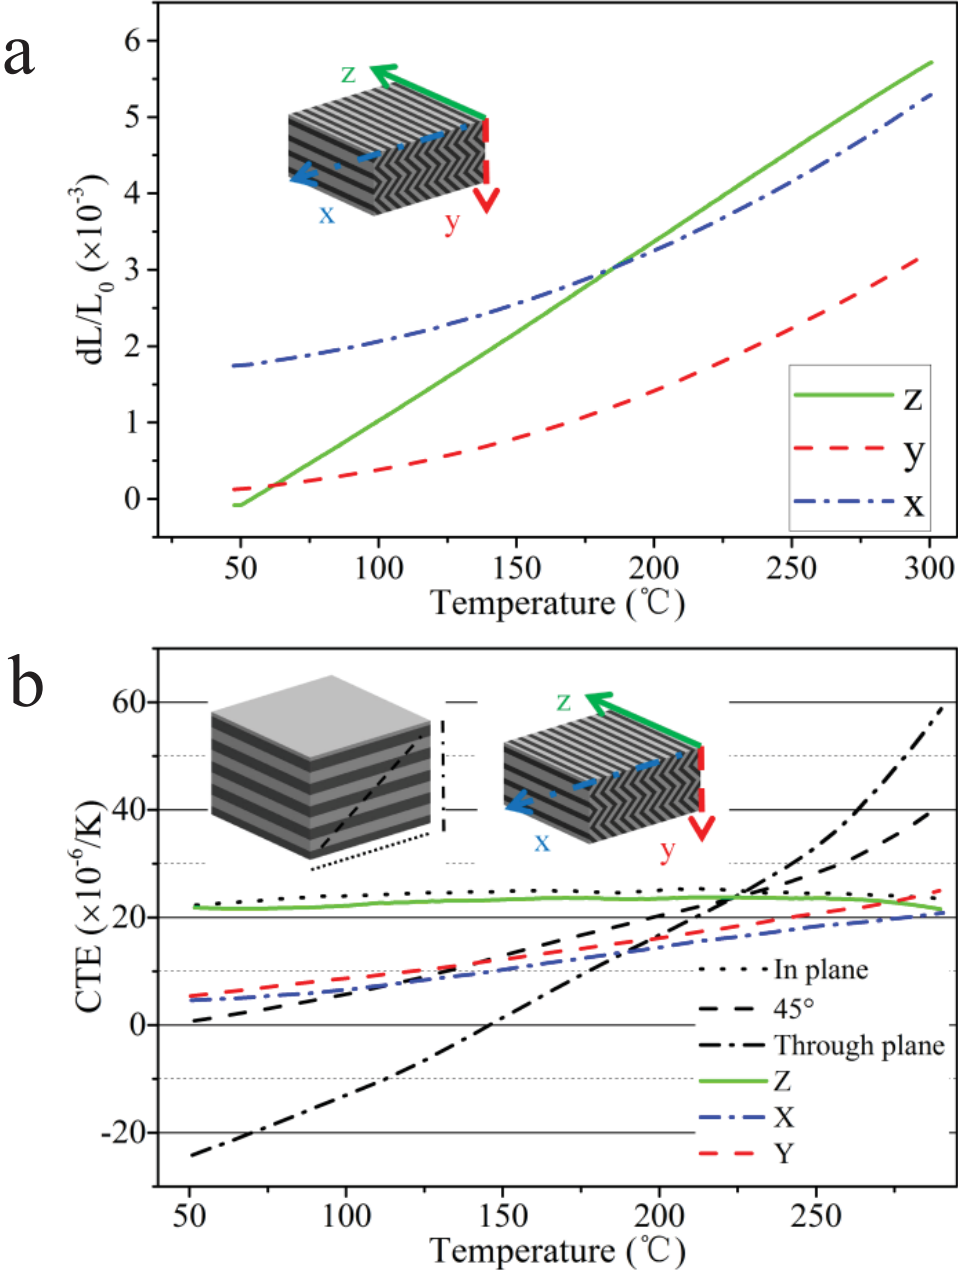 a
6
5
4
3
2
1
0
dL/L₀ (×10⁻³)
z
x
y
z
y
x
50
100
150
200
250
300
Temperature (℃)
b
60
40
20
0
-20
CTE (×10⁻⁶/K)
z
x
y
In plane
45°
Through plane
Z
X
Y
50
100
150
200
250
Temperature (℃)